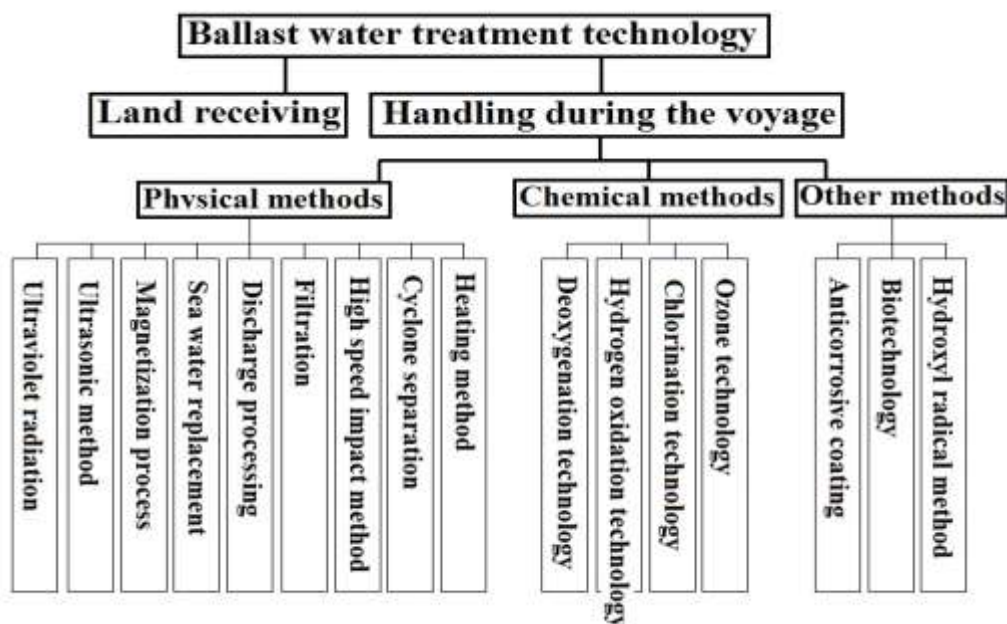 Ballast water treatment technology
Land receiving
Handling during the voyage
Physical methods
Chemical methods
Other methods
Ultraviolet radiation
Ultrasonic method
Magnetization process
Sea water replacement
Discharge processing
Filtration
High speed impact method
Cyclone separation
Heating method
Deoxygenation technology
Hydrogen oxidation technology
Chlorination technology
Ozone technology
Anticorrosive coating
Biotechnology
Hydroxyl radical method